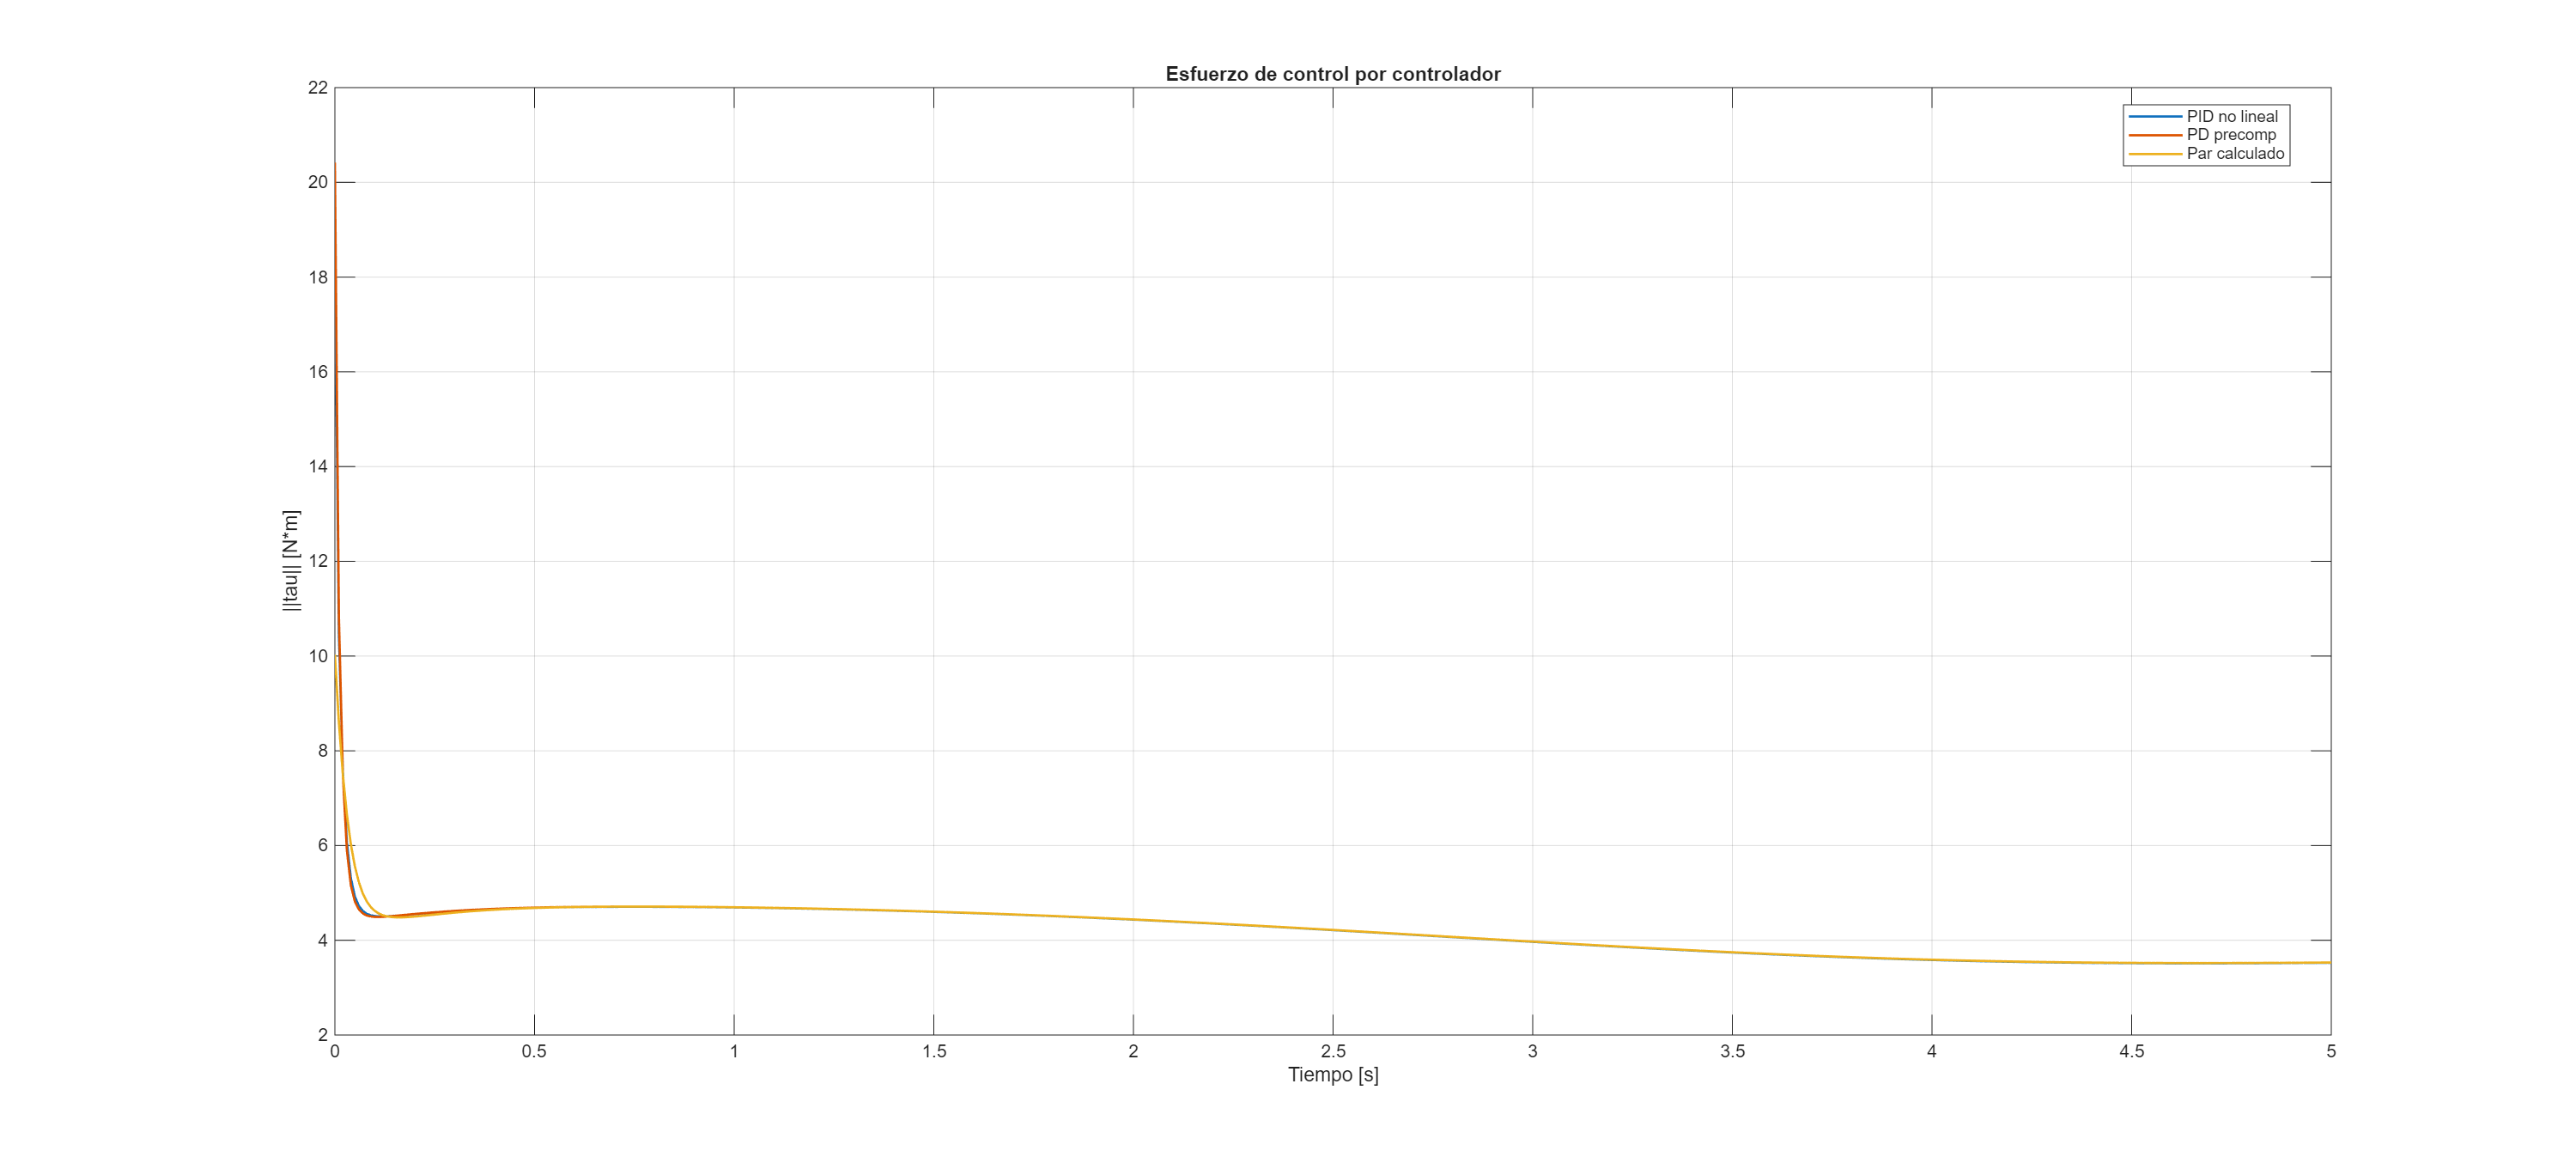 Esfuerzo de control por controlador
22
20
18
16
14
12
10
8
6
4
2
||tau|| [N*m]
PID no lineal
PD precomp
Par calculado
0 0.5 1 1.5 2 2.5 3 3.5 4 4.5 5
Tiempo [s]